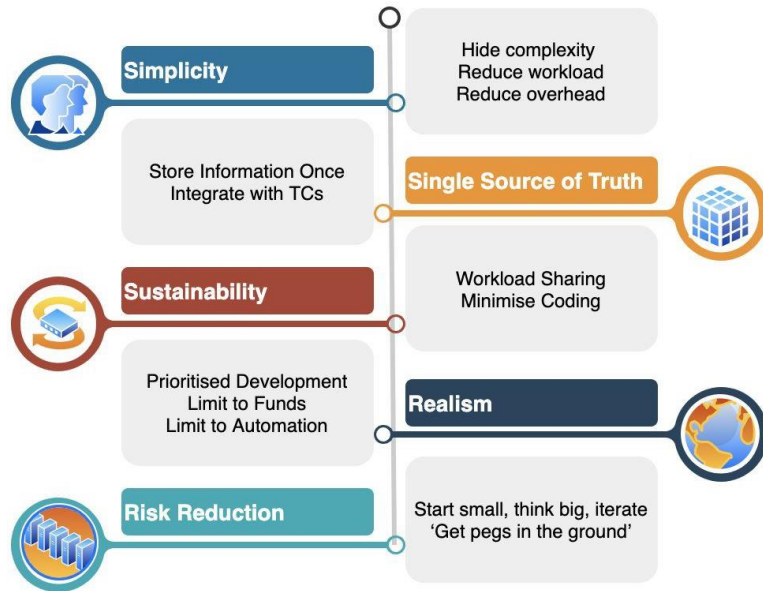 Simplicity
Hide complexity
Reduce workload
Reduce overhead
Single Source of Truth
Store Information Once
Integrate with TCs
Sustainability
Workload Sharing
Minimise Coding
Realism
Prioritised Development
Limit to Funds
Limit to Automation
Risk Reduction
Start small, think big, iterate
‘Get pegs in the ground’